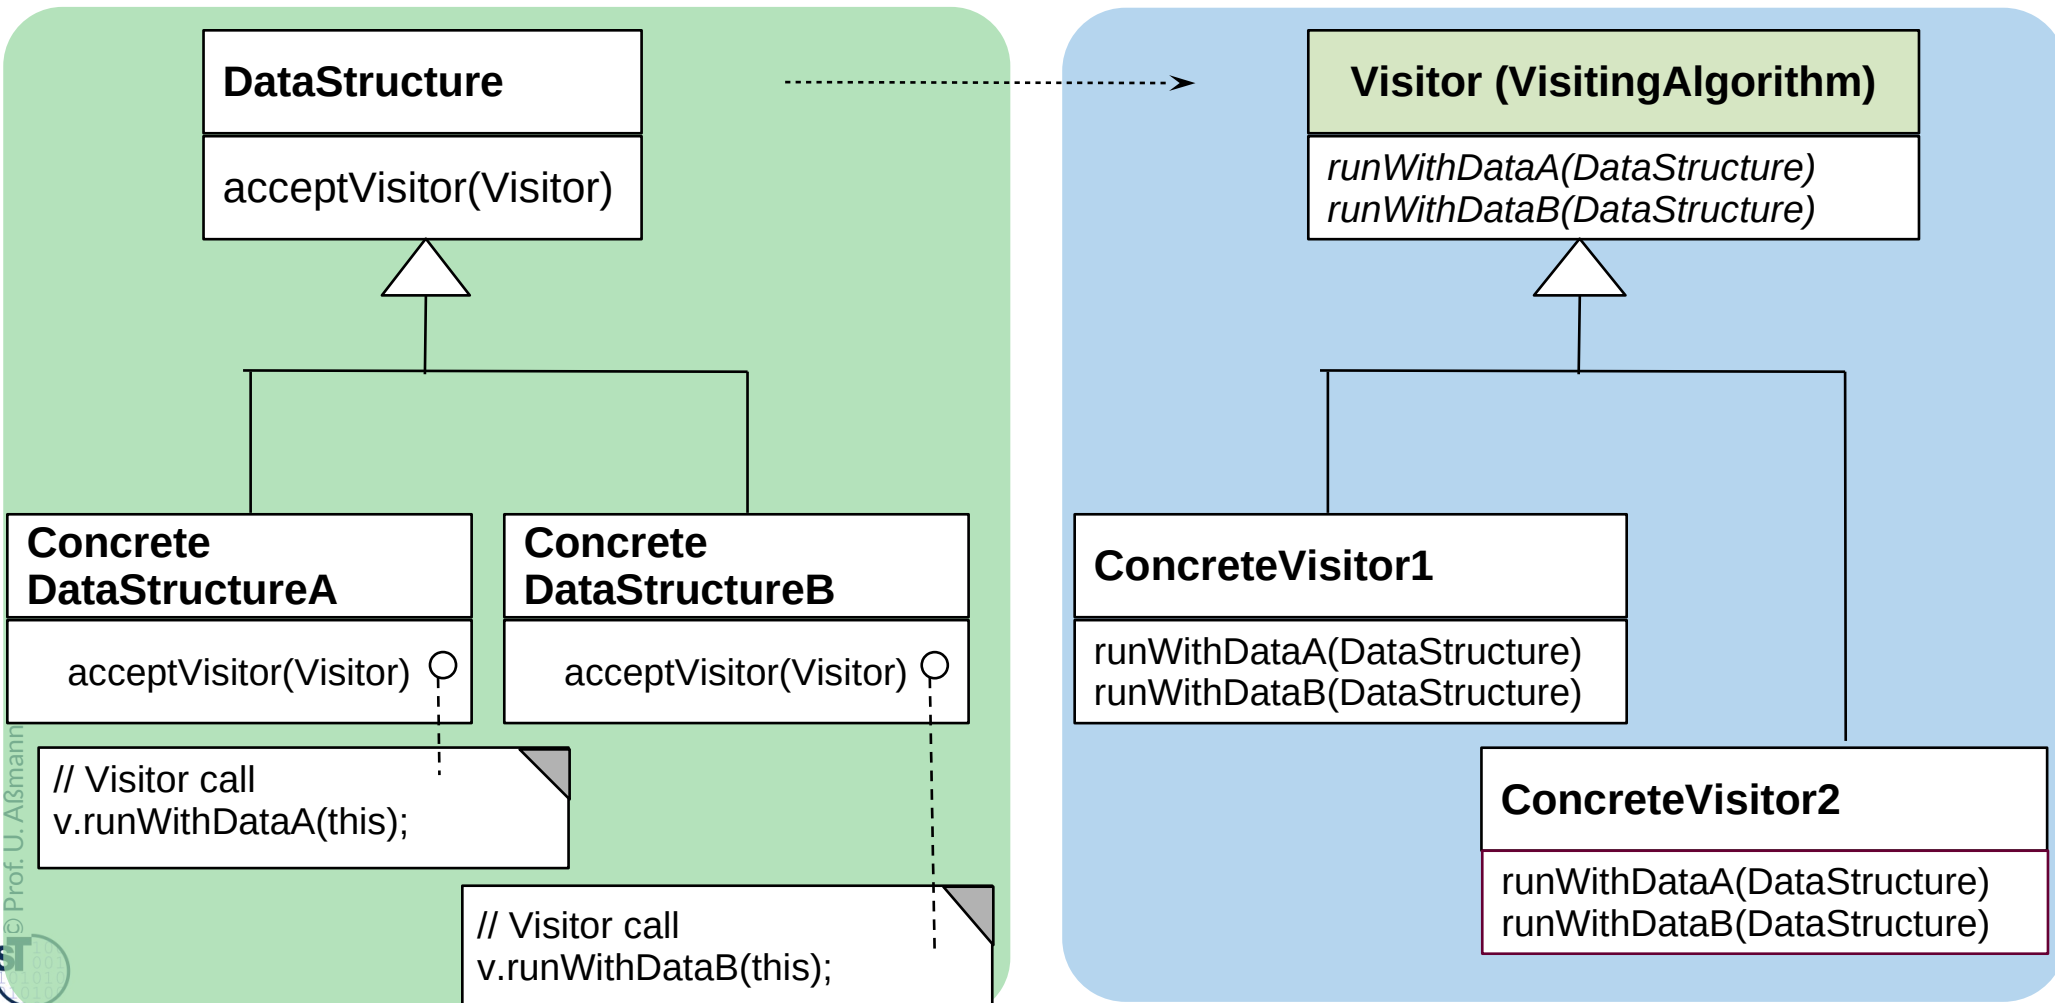 DataStructure
acceptVisitor(Visitor)
Visitor (VisitingAlgorithm)
runWithDataA(DataStructure)
runWithDataB(DataStructure)
Concrete
DataStructureA
acceptVisitor(Visitor)
Concrete
DataStructureB
acceptVisitor(Visitor)
ConcreteVisitor1
runWithDataA(DataStructure)
runWithDataB(DataStructure)
// Visitor call
v.runWithDataA(this);
// Visitor call
v.runWithDataB(this);
ConcreteVisitor2
runWithDataA(DataStructure)
runWithDataB(DataStructure)
© Prof. U. Aßmann
ST